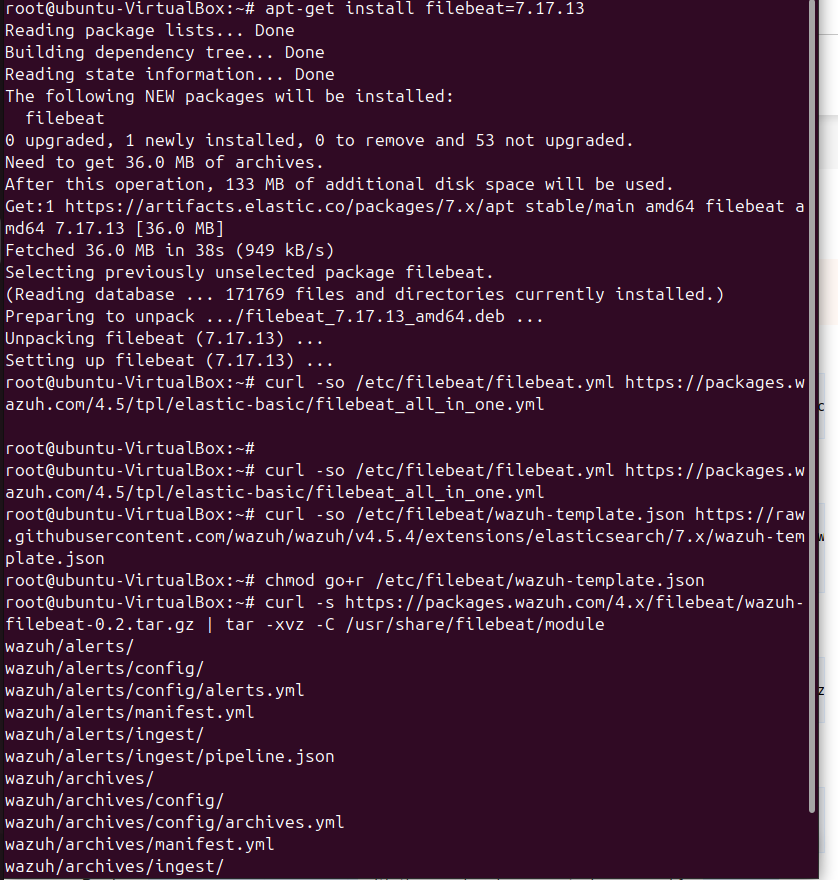 root@ubuntu-VirtualBox:~# apt-get install filebeat=7.17.13
Reading package lists... Done
Building dependency tree... Done
Reading state information... Done
The following NEW packages will be installed:
  filebeat
0 upgraded, 1 newly installed, 0 to remove and 53 not upgraded.
Need to get 36.0 MB of archives.
After this operation, 133 MB of additional disk space will be used.
Get:1 https://artifacts.elastic.co/packages/7.x/apt stable/main amd64 filebeat a
md64 7.17.13 [36.0 MB]
Fetched 36.0 MB in 38s (949 kB/s)
Selecting previously unselected package filebeat.
(Reading database ... 171769 files and directories currently installed.)
Preparing to unpack .../filebeat_7.17.13_amd64.deb ...
Unpacking filebeat (7.17.13) ...
Setting up filebeat (7.17.13) ...
root@ubuntu-VirtualBox:~# curl -so /etc/filebeat/filebeat.yml https://packages.w
azuh.com/4.5/tpl/elastic-basic/filebeat_all_in_one.yml

root@ubuntu-VirtualBox:~#
root@ubuntu-VirtualBox:~# curl -so /etc/filebeat/filebeat.yml https://packages.w
azuh.com/4.5/tpl/elastic-basic/filebeat_all_in_one.yml
root@ubuntu-VirtualBox:~# curl -so /etc/filebeat/wazuh-template.json https://raw
.githubusercontent.com/wazuh/wazuh/v4.5.4/extensions/elasticsearch/7.x/wazuh-tem
plate.json
root@ubuntu-VirtualBox:~# chmod go+r /etc/filebeat/wazuh-template.json
root@ubuntu-VirtualBox:~# curl -s https://packages.wazuh.com/4.x/filebeat/wazuh-
filebeat-0.2.tar.gz | tar -xvz -C /usr/share/filebeat/module
wazuh/alerts/
wazuh/alerts/config/
wazuh/alerts/config/alerts.yml
wazuh/alerts/manifest.yml
wazuh/alerts/ingest/
wazuh/alerts/ingest/pipeline.json
wazuh/archives/
wazuh/archives/config/
wazuh/archives/config/archives.yml
wazuh/archives/manifest.yml
wazuh/archives/ingest/